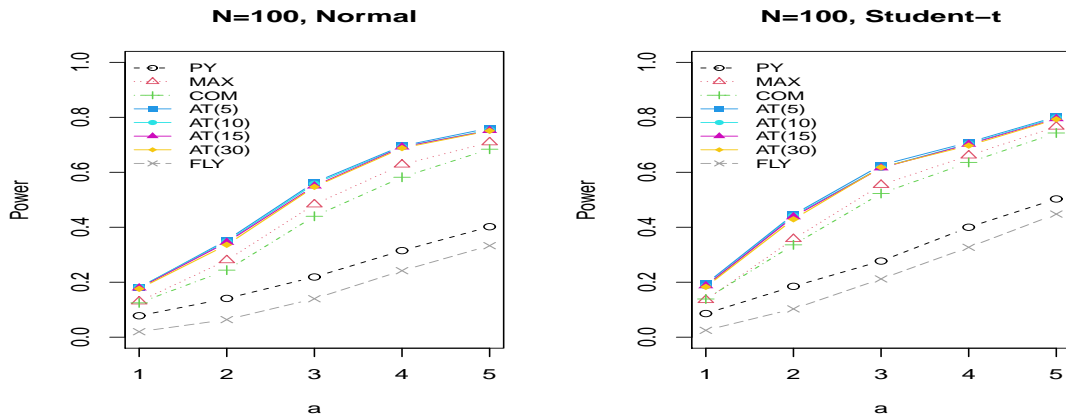 N=100, Normal
Power
1.0
0.8
0.6
0.4
0.2
0.0
PY
MAX
COM
AT(5)
AT(10)
AT(15)
AT(30)
FLY
1 2 3 4 5
a
N=100, Student−t
Power
1.0
0.8
0.6
0.4
0.2
0.0
PY
MAX
COM
AT(5)
AT(10)
AT(15)
AT(30)
FLY
1 2 3 4 5
a